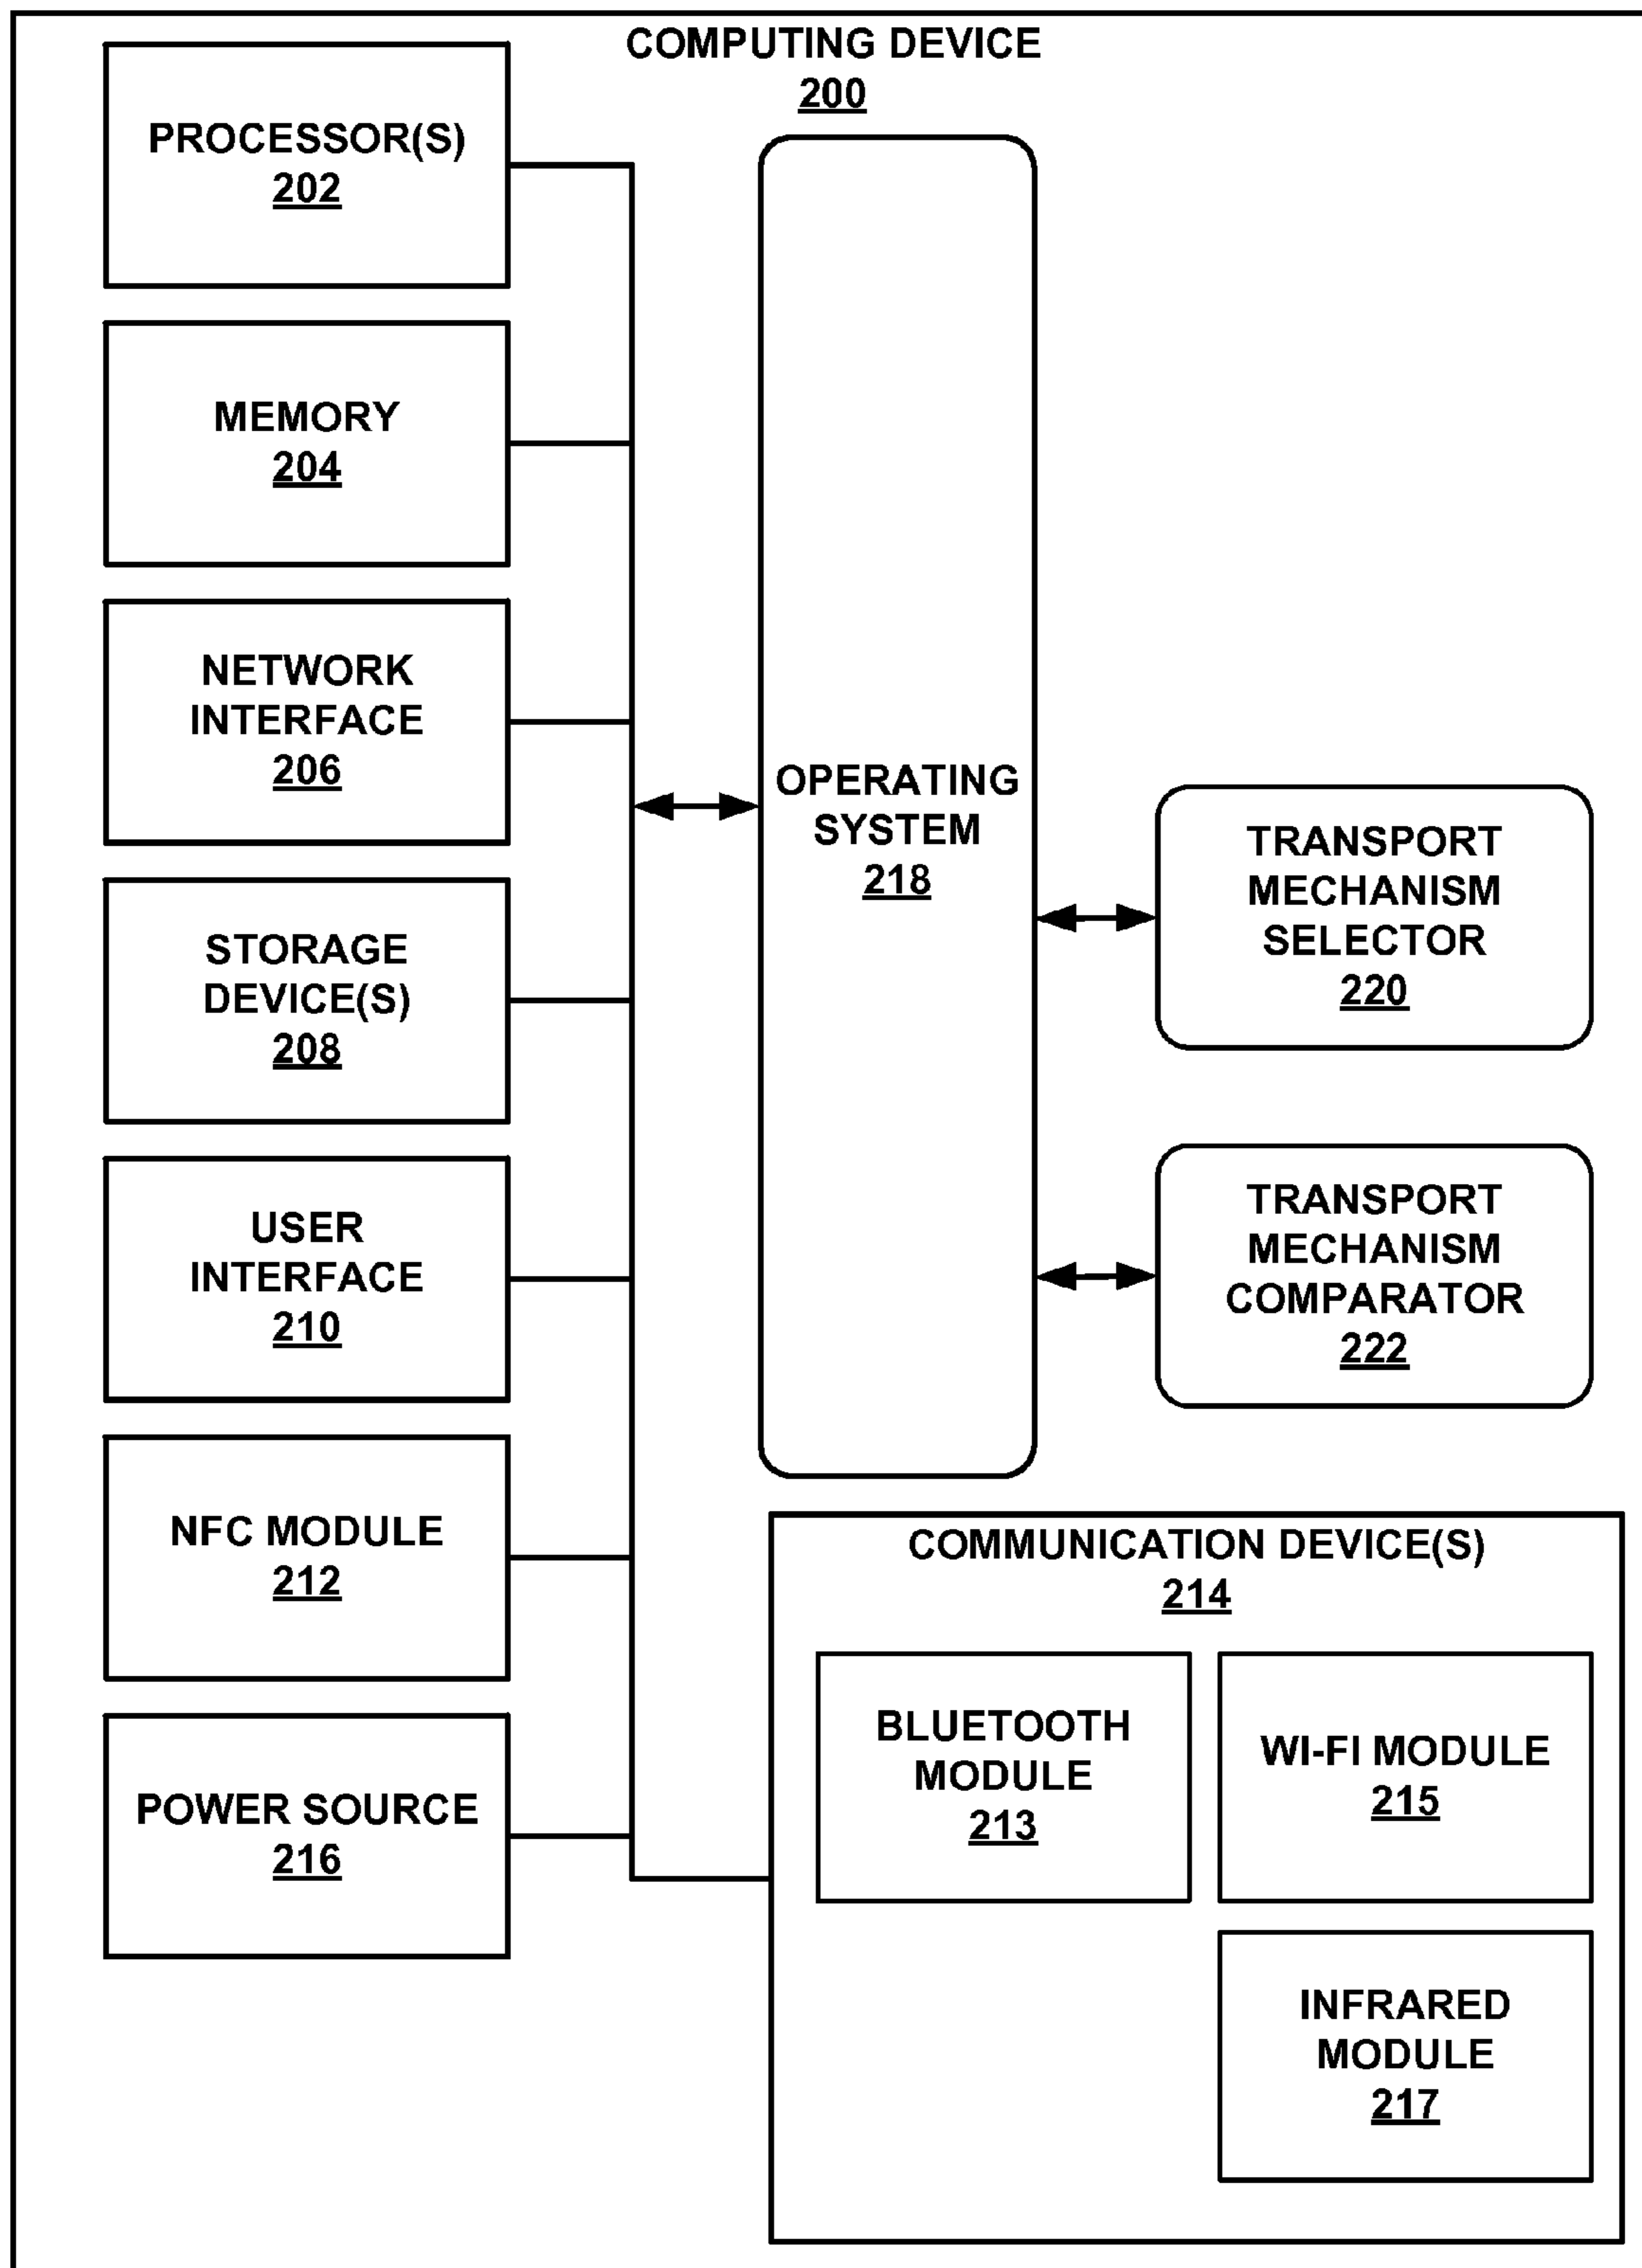 COMPUTING DEVICE
200
PROCESSOR(S)
202
MEMORY
204
NETWORK
INTERFACE
206
STORAGE
DEVICE(S)
208
USER
INTERFACE
210
NFC MODULE
212
POWER SOURCE
216
OPERATING
SYSTEM
218
TRANSPORT
MECHANISM
SELECTOR
220
TRANSPORT
MECHANISM
COMPARATOR
222
COMMUNICATION DEVICE(S)
214
BLUETOOTH
MODULE
213
WI-FI MODULE
215
INFRARED
MODULE
217